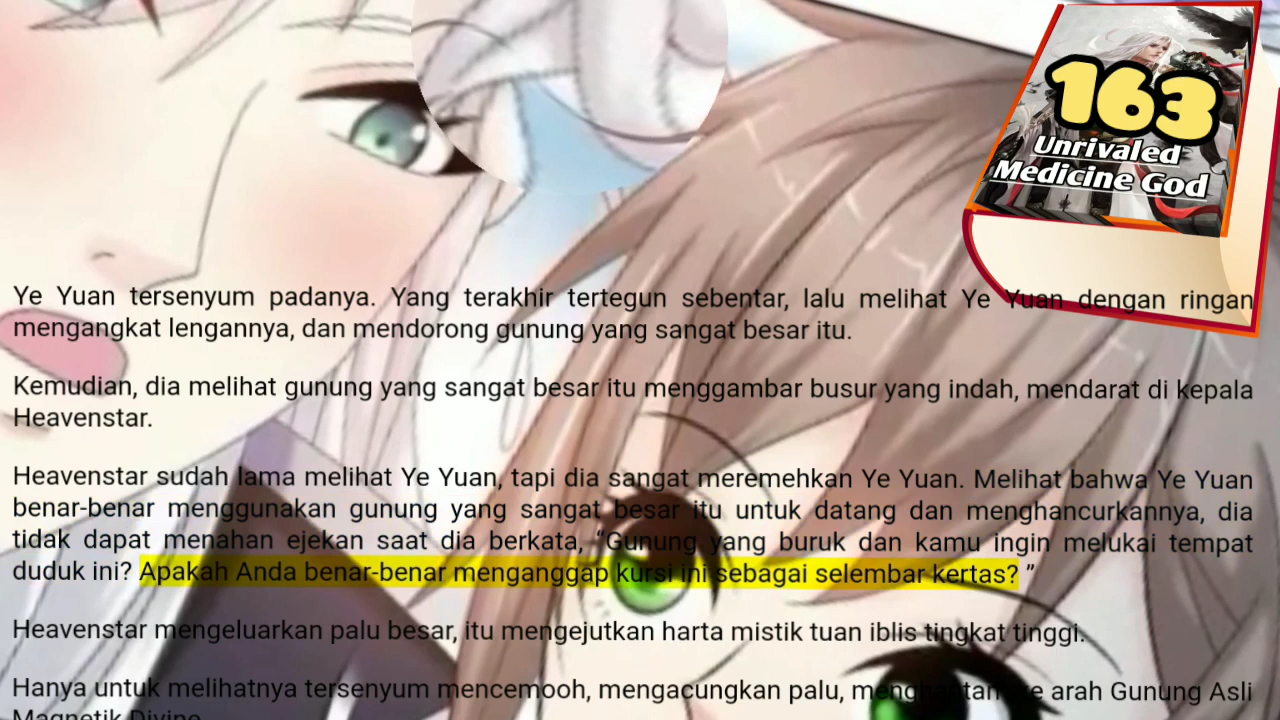 163
Unrivaled
Medicine God
Ye Yuan tersenyum padanya. Yang terakhir tertegun sebentar, lalu melihat Ye Yuan dengan ringan
mengangkat lengannya, dan mendorong gunung yang sangat besar itu.
Kemudian, dia melihat gunung yang sangat besar itu menggambar busur yang indah, mendarat di kepala
Heavenstar.
Heavenstar sudah lama melihat Ye Yuan, tapi dia sangat meremehkan Ye Yuan. Melihat bahwa Ye Yuan
benar-benar menggunakan gunung yang sangat besar itu untuk datang dan menghancurkannya, dia
tidak dapat menahan ejekan saat dia berkata, “Gunung yang buruk dan kamu ingin melukai tempat
duduk ini? Apakah Anda benar-benar menganggap kursi ini sebagai selembar kertas? ”
Heavenstar mengeluarkan palu besar, itu mengejutkan harta mistik tuan iblis tingkat tinggi.
Hanya untuk melihatnya tersenyum mencemooh, mengacungkan palu, menghantam ke arah Gunung Asli
Magnetik Divine